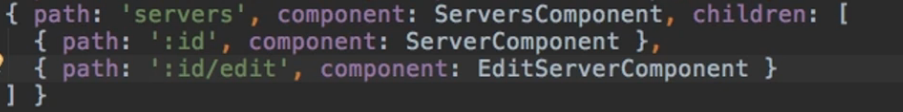 { path: 'servers', component: ServersComponent, children: [
{ path: ':id', component: ServerComponent },
{ path: ':id/edit', component: EditServerComponent }
] }